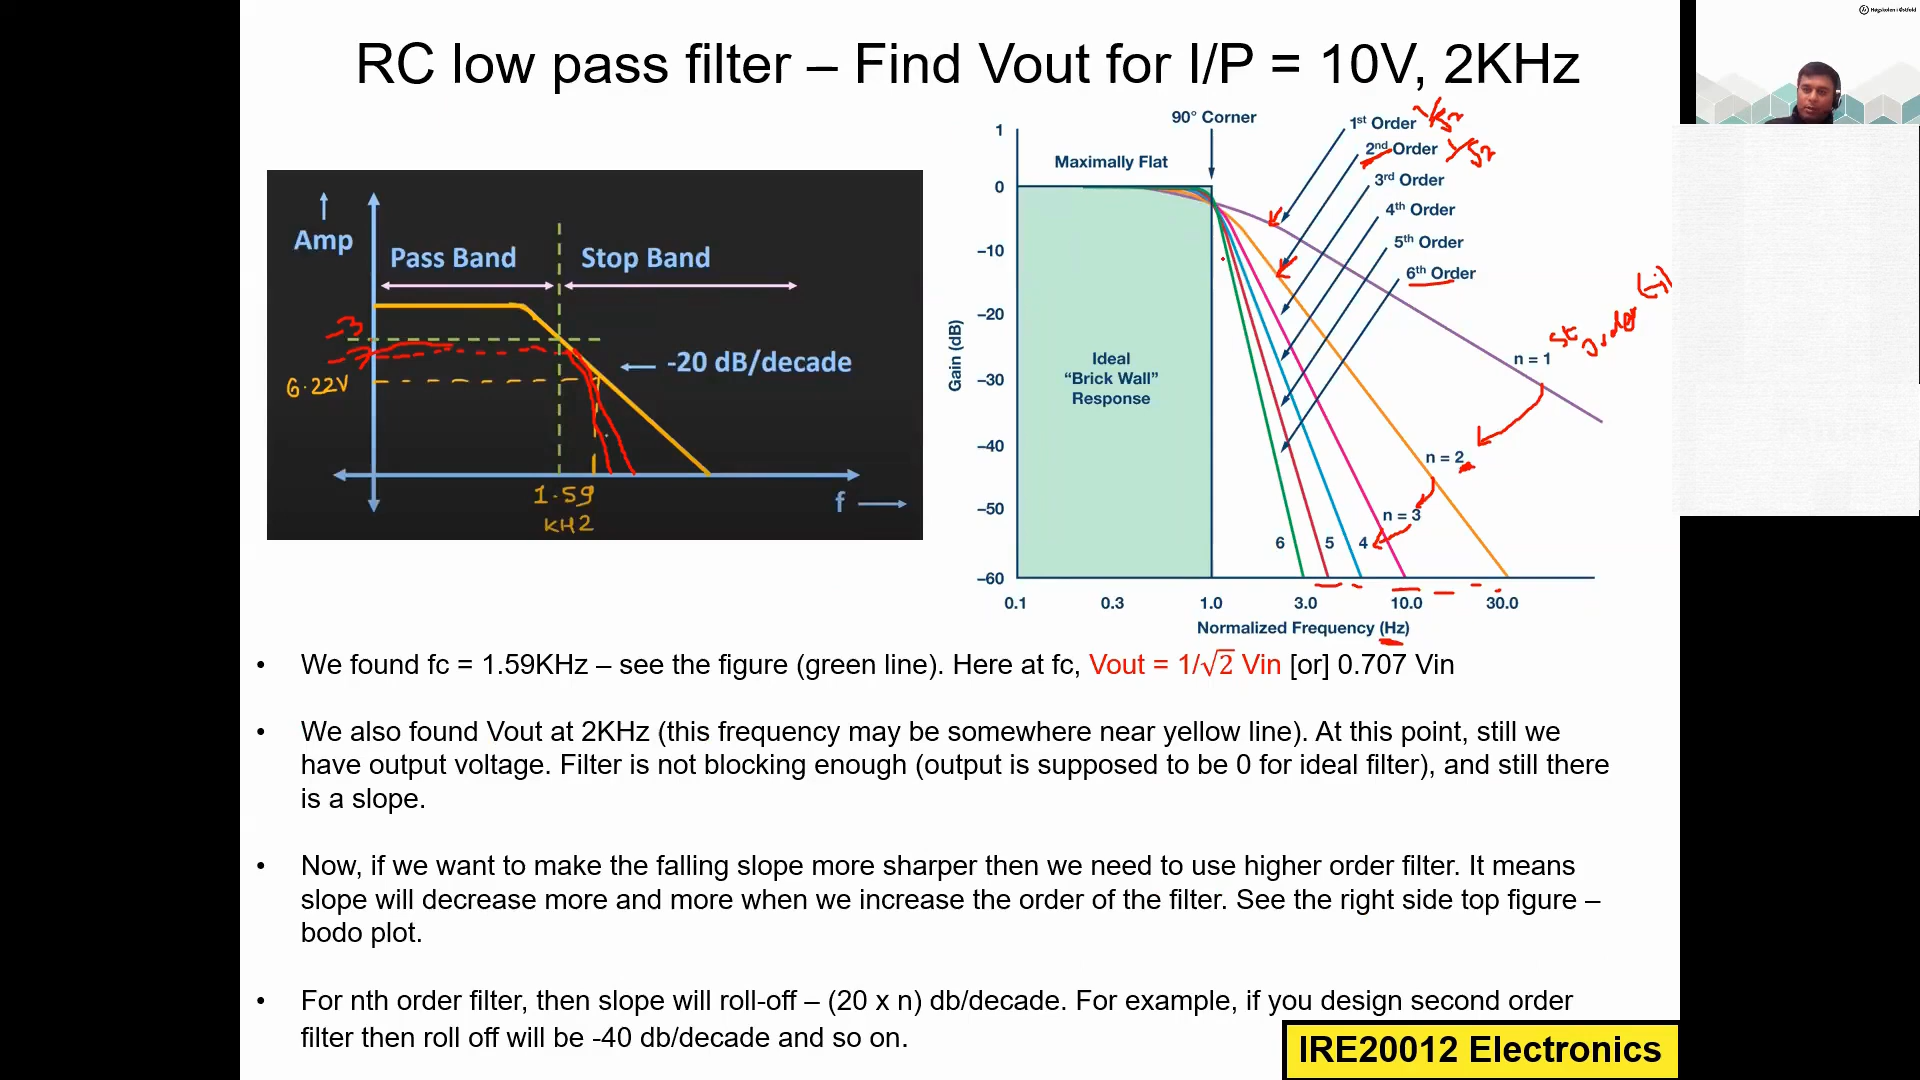 Høgskolen i Østfold
RC low pass filter – Find Vout for I/P = 10V, 2KHz
Amp
Pass Band
Stop Band
-3
-20 dB/decade
6.22V
1.59
KHZ
f
90° Corner
Maximally Flat
1st Order
2nd Order
3rd Order
4th Order
5th Order
6th Order
1
0
–10
–20
–30
–40
–50
–60
Gain (dB)
Ideal
“Brick Wall”
Response
n = 1
n = 2
n = 3
6
5
4
0.1
0.3
1.0
3.0
10.0
30.0
Normalized Frequency (Hz)
• We found fc = 1.59KHz – see the figure (green line). Here at fc, Vout = 1/√2 Vin [or] 0.707 Vin
• We also found Vout at 2KHz (this frequency may be somewhere near yellow line). At this point, still we
have output voltage. Filter is not blocking enough (output is supposed to be 0 for ideal filter), and still there
is a slope.
• Now, if we want to make the falling slope more sharper then we need to use higher order filter. It means
slope will decrease more and more when we increase the order of the filter. See the right side top figure –
bodo plot.
• For nth order filter, then slope will roll-off – (20 x n) db/decade. For example, if you design second order
filter then roll off will be -40 db/decade and so on.
IRE20012 Electronics